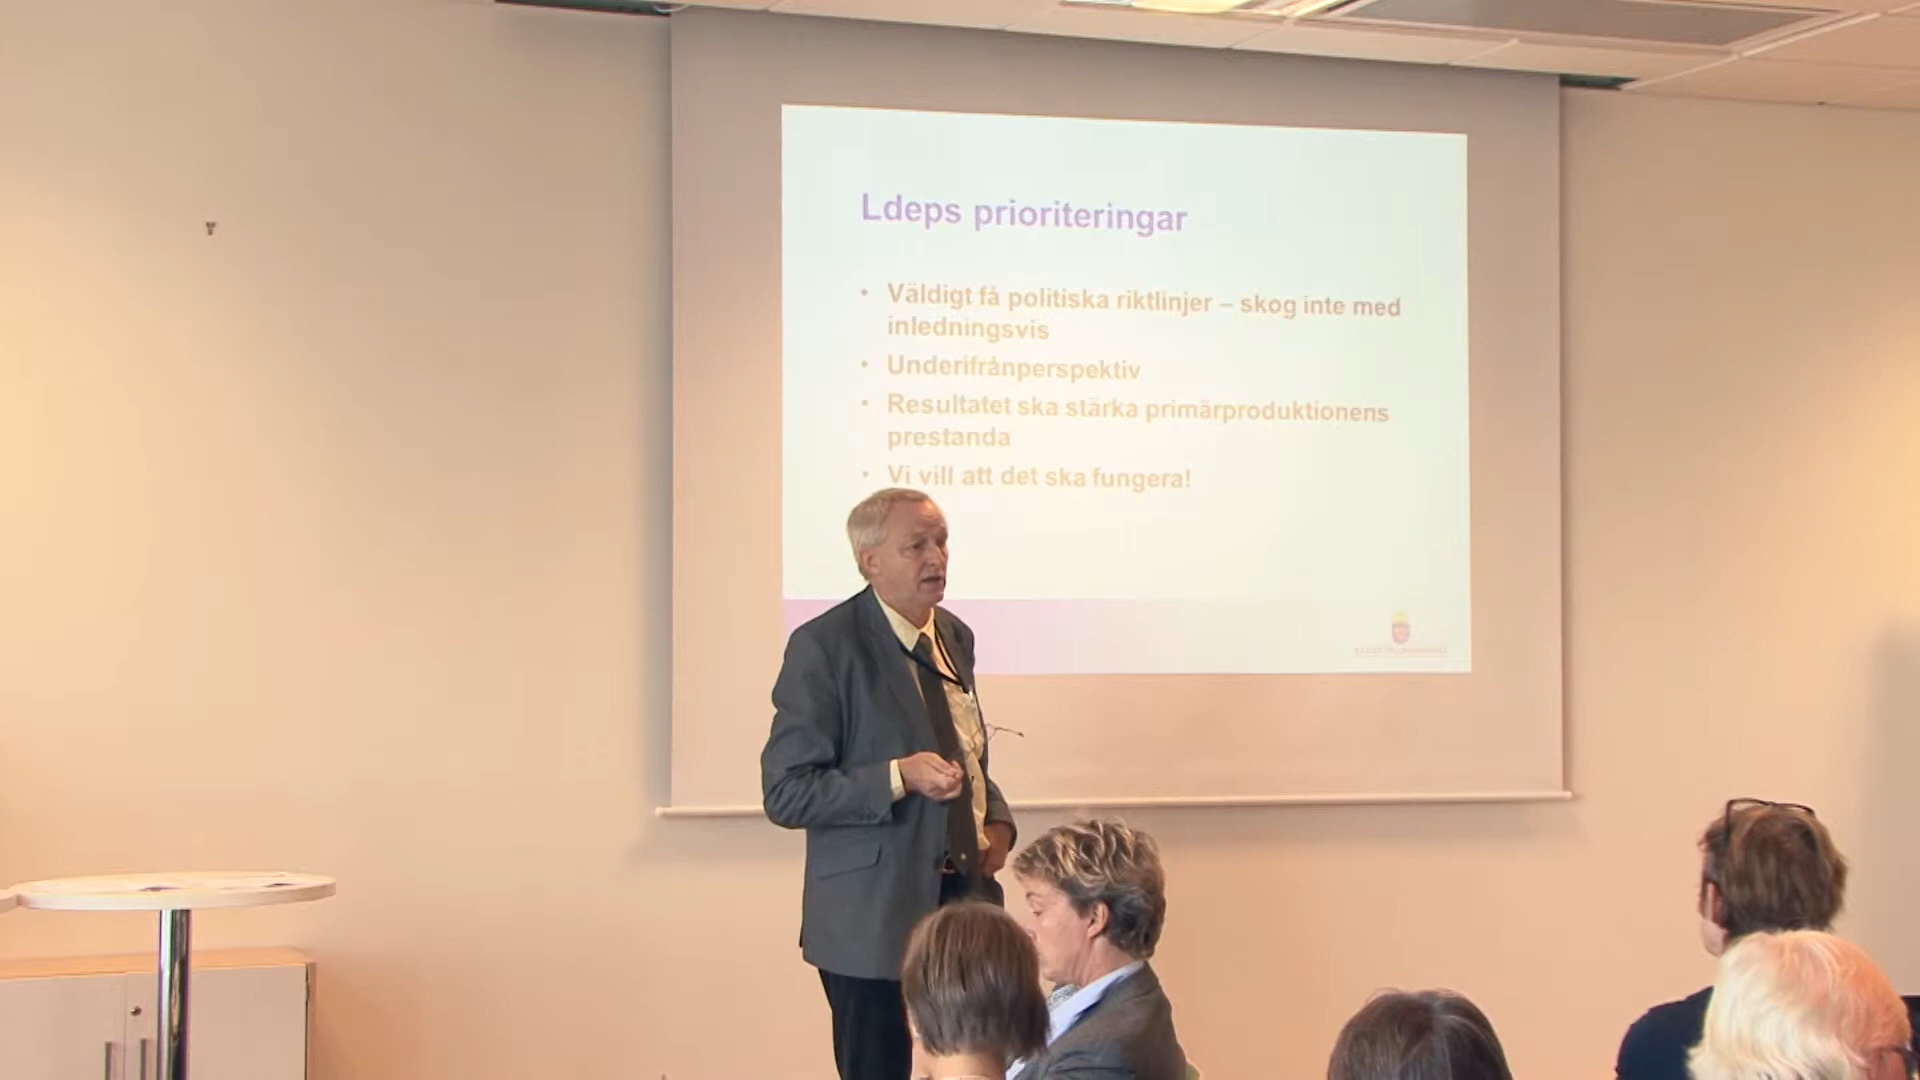 Ldeps prioriteringar
• Väldigt få politiska riktlinjer – skog inte med
inledningsvis
• Underifrånperspektiv
• Resultatet ska stärka primärproduktionens
prestanda
• Vi vill att det ska fungera!